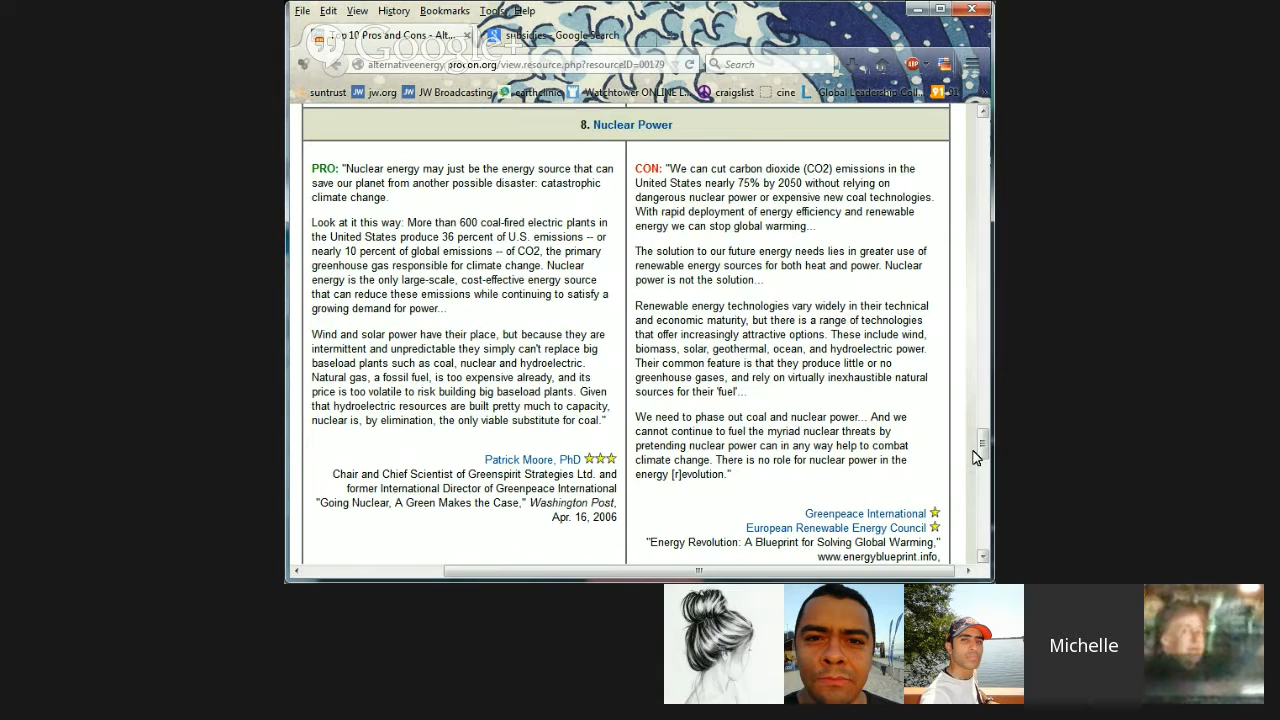 File Edit View History Bookmarks Tools Help
Google+
op 10 Pros and Cons - Alt... × subsidies - Google Search
alternativeenergy.procon.org/view.resource.php?resourceID=00179 Search
suntrust JW jw.org JW JW Broadcasting earthclinic Watchtower ONLINE L... craigslist cine L Global Leadership Coll... 91 91 »
8. Nuclear Power
PRO: "Nuclear energy may just be the energy source that can
save our planet from another possible disaster: catastrophic
climate change.
Look at it this way: More than 600 coal-fired electric plants in
the United States produce 36 percent of U.S. emissions -- or
nearly 10 percent of global emissions -- of CO2, the primary
greenhouse gas responsible for climate change. Nuclear
energy is the only large-scale, cost-effective energy source
that can reduce these emissions while continuing to satisfy a
growing demand for power...
Wind and solar power have their place, but because they are
intermittent and unpredictable they simply can't replace big
baseload plants such as coal, nuclear and hydroelectric.
Natural gas, a fossil fuel, is too expensive already, and its
price is too volatile to risk building big baseload plants. Given
that hydroelectric resources are built pretty much to capacity,
nuclear is, by elimination, the only viable substitute for coal."
Patrick Moore, PhD
Chair and Chief Scientist of Greenspirit Strategies Ltd. and
former International Director of Greenpeace International
"Going Nuclear, A Green Makes the Case," Washington Post,
Apr. 16, 2006
CON: "We can cut carbon dioxide (CO2) emissions in the
United States nearly 75% by 2050 without relying on
dangerous nuclear power or expensive new coal technologies.
With rapid deployment of energy efficiency and renewable
energy we can stop global warming...
The solution to our future energy needs lies in greater use of
renewable energy sources for both heat and power. Nuclear
power is not the solution...
Renewable energy technologies vary widely in their technical
and economic maturity, but there is a range of technologies
that offer increasingly attractive options. These include wind,
biomass, solar, geothermal, ocean, and hydroelectric power.
Their common feature is that they produce little or no
greenhouse gases, and rely on virtually inexhaustible natural
sources for their 'fuel'...
We need to phase out coal and nuclear power... And we
cannot continue to fuel the myriad nuclear threats by
pretending nuclear power can in any way help to combat
climate change. There is no role for nuclear power in the
energy [r]evolution."
Greenpeace International
European Renewable Energy Council
"Energy Revolution: A Blueprint for Solving Global Warming,"
www.energyblueprint.info,
Michelle